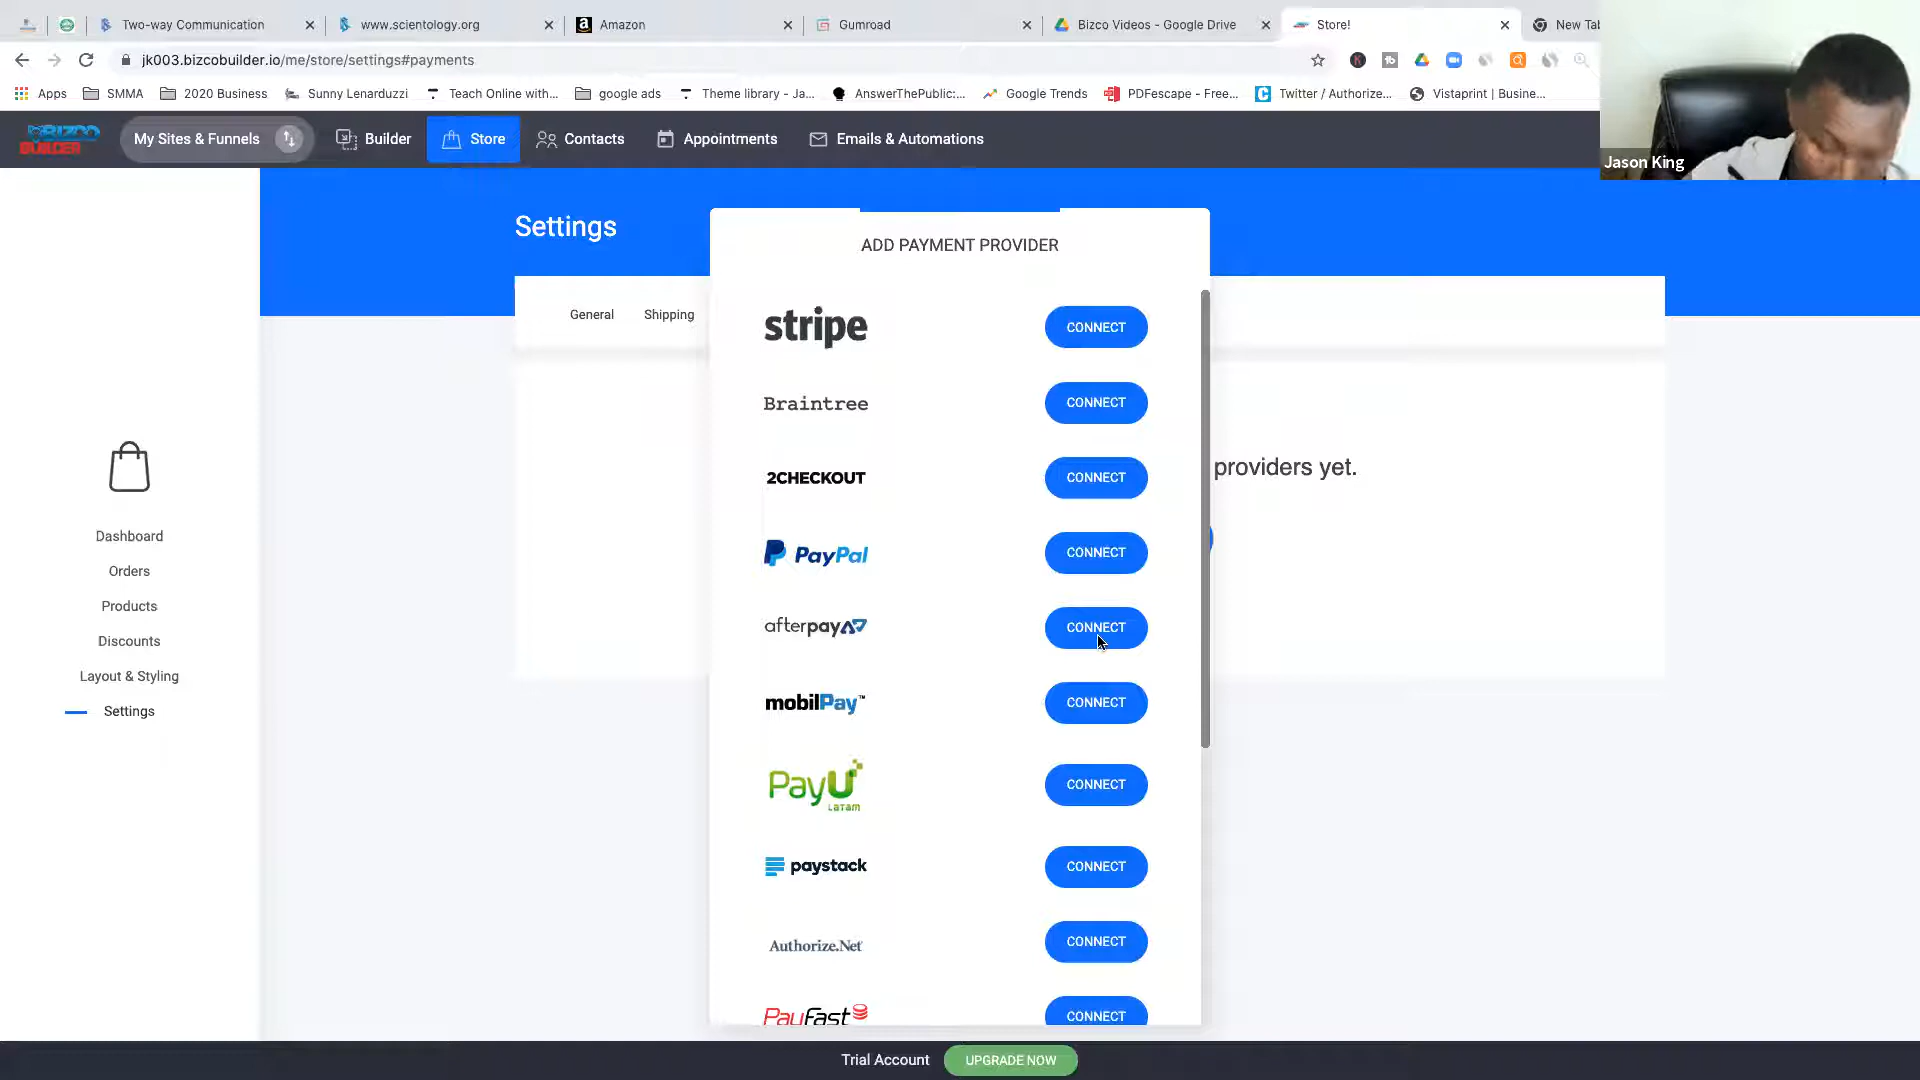 Two-way Communication
www.scientology.org
Amazon
Gumroad
Bizco Videos - Google Drive
Store!
New Tab
jk003.bizcobuilder.io/me/store/settings#payments
Apps
SMMA
2020 Business
Sunny Lenarduzzi
Teach Online with...
google ads
Theme library - Ja...
AnswerThePublic:...
Google Trends
PDFescape - Free...
Twitter / Authorize...
Vistaprint | Busine...
BIZCO BUILDER
My Sites & Funnels
Builder
Store
Contacts
Appointments
Emails & Automations
Jason King
Settings
General
Shipping
ADD PAYMENT PROVIDER
stripe CONNECT
Braintree CONNECT
2CHECKOUT CONNECT
PayPal CONNECT
afterpay CONNECT
mobilPay™ CONNECT
PayU LATAM CONNECT
paystack CONNECT
Authorize.Net CONNECT
PayFast CONNECT
providers yet.
Dashboard
Orders
Products
Discounts
Layout & Styling
Settings
Trial Account
UPGRADE NOW